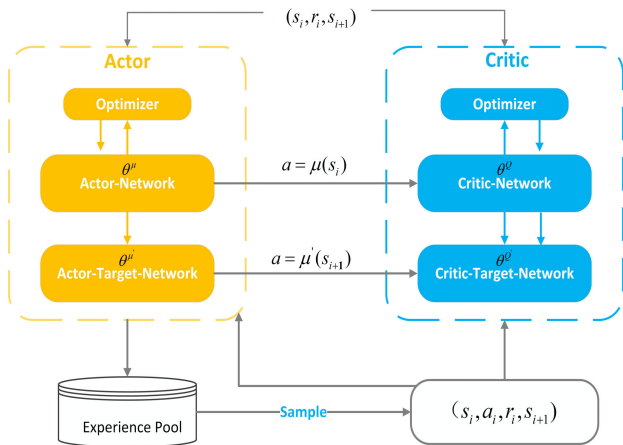 (s_i, r_i, s_{i+1})
Actor
Critic
Optimizer
Optimizer
θ^μ
Actor-Network
a = μ(s_i)
θ^Q
Critic-Network
θ^{μ'}
Actor-Target-Network
a = μ'(s_{i+1})
θ^{Q'}
Critic-Target-Network
Experience Pool
Sample
(s_i, a_i, r_i, s_{i+1})